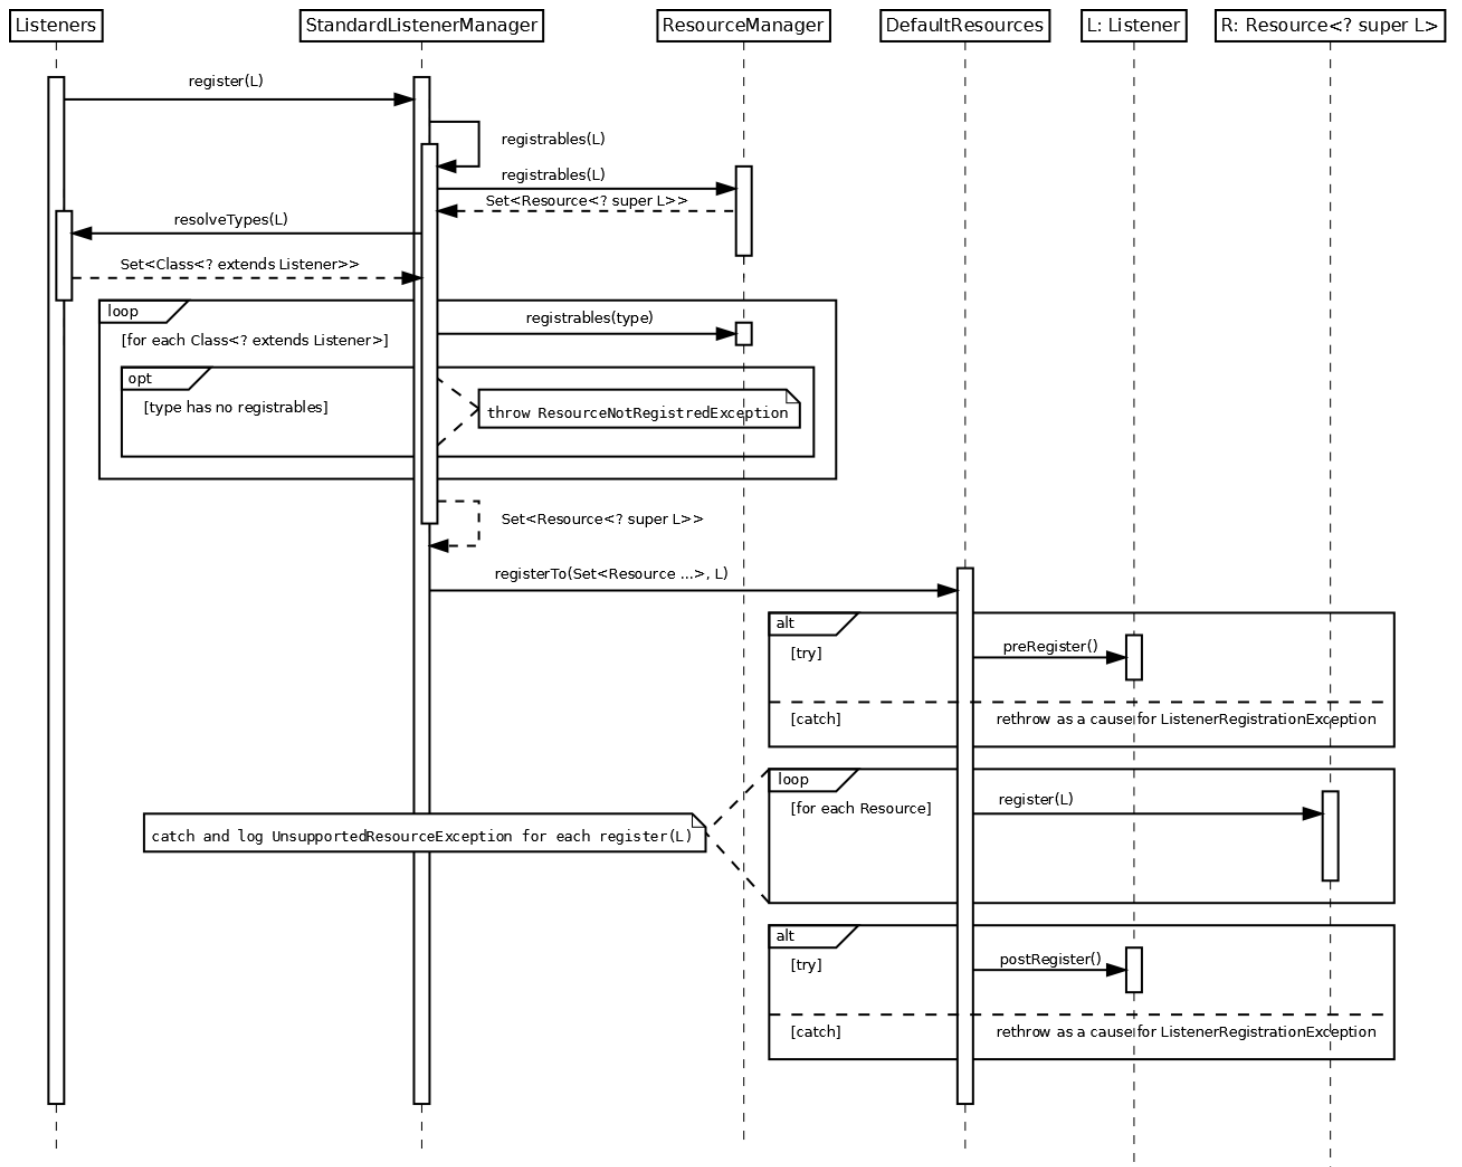 Listeners
StandardListenerManager
ResourceManager
DefaultResources
L: Listener
R: Resource<? super L>
register(L)
registrables(L)
registrables(L)
Set<Resource<? super L>>
resolveTypes(L)
Set<Class<? extends Listener>>
loop
registrables(type)
[for each Class<? extends Listener>]
opt
[type has no registrables]
throw ResourceNotRegistredException
Set<Resource<? super L>>
registerTo(Set<Resource ...>, L)
alt
[try]
preRegister()
[catch]
rethrow as a cause for ListenerRegistrationException
loop
[for each Resource]
register(L)
catch and log UnsupportedResourceException for each register(L)
alt
[try]
postRegister()
[catch]
rethrow as a cause for ListenerRegistrationException